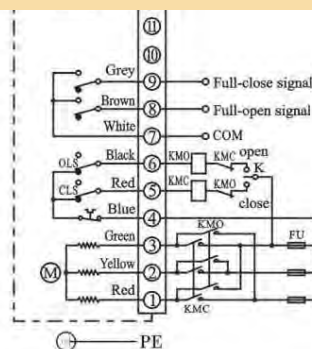 ⑪
⑩
Grey ⑨ Full-close signal
Brown ⑧ Full-open signal
White ⑦ COM
OLS Black ⑥ KMO KMC open
K
CLS Red ⑤ KMC KMO close
Blue ④
KMO
Green ③ FU
M Yellow ②
Red ① KMC
PE